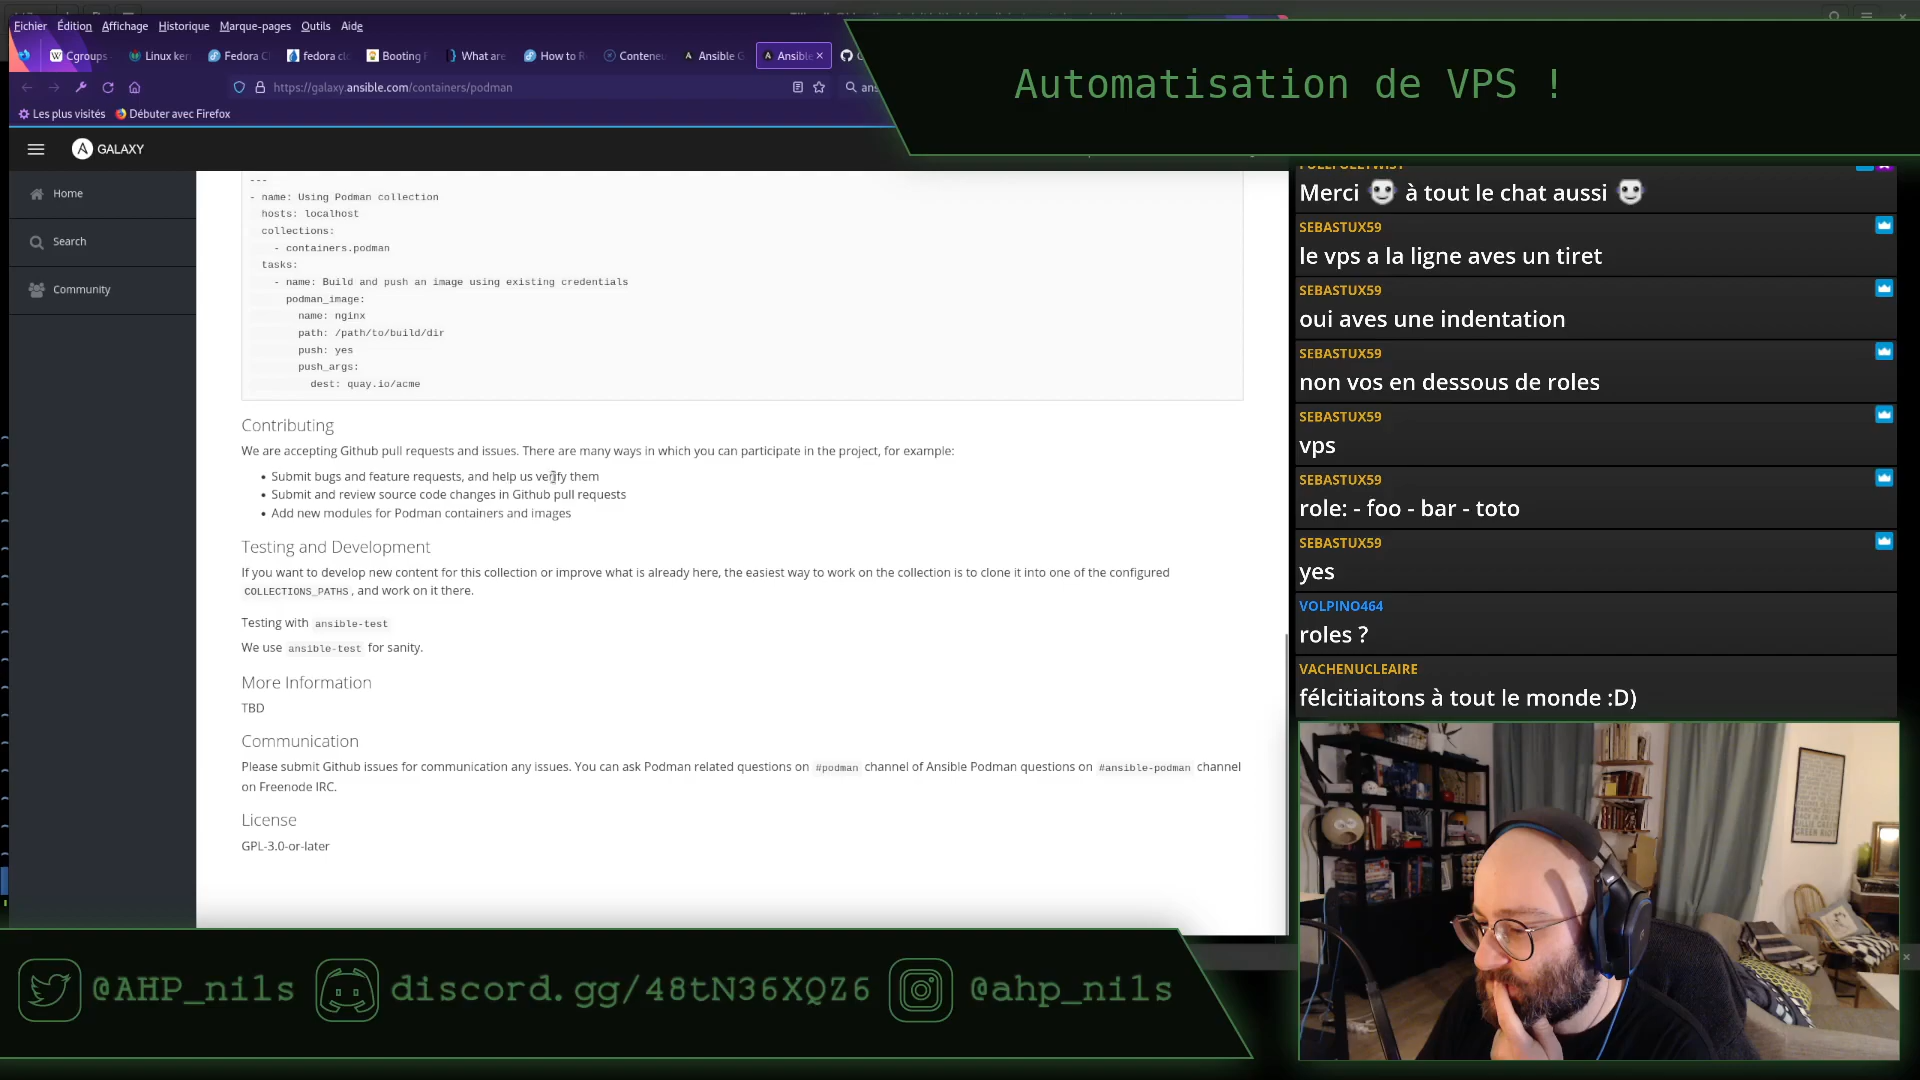 Fichier Édition Affichage Historique Marque-pages Outils Aide
Cgroups Linux ker Fedora C fedora clo Booting What are How to R Contene Ansible G Ansible
https://galaxy.ansible.com/containers/podman
ans
Les plus visités Débuter avec Firefox
Automatisation de VPS !
GALAXY
Home
Search
Community
---
- name: Using Podman collection
hosts: localhost
collections:
- containers.podman
tasks:
- name: Build and push an image using existing credentials
podman_image:
name: nginx
path: /path/to/build/dir
push: yes
push_args:
dest: quay.io/acme
Contributing
We are accepting Github pull requests and issues. There are many ways in which you can participate in the project, for example:
• Submit bugs and feature requests, and help us verify them
• Submit and review source code changes in Github pull requests
• Add new modules for Podman containers and images
Testing and Development
If you want to develop new content for this collection or improve what is already here, the easiest way to work on the collection is to clone it into one of the configured
COLLECTIONS_PATHS, and work on it there.
Testing with ansible-test
We use ansible-test for sanity.
More Information
TBD
Communication
Please submit Github issues for communication any issues. You can ask Podman related questions on #podman channel of Ansible Podman questions on #ansible-podman channel
on Freenode IRC.
License
GPL-3.0-or-later
Merci à tout le chat aussi
SEBASTUX59
le vps a la ligne aves un tiret
SEBASTUX59
oui aves une indentation
SEBASTUX59
non vos en dessous de roles
SEBASTUX59
vps
SEBASTUX59
role: - foo - bar - toto
SEBASTUX59
yes
VOLPINO464
roles ?
VACHENUCLEAIRE
félcitiaitons à tout le monde :D)
@AHP_nils discord.gg/48tN36XQZ6 @ahp_nils